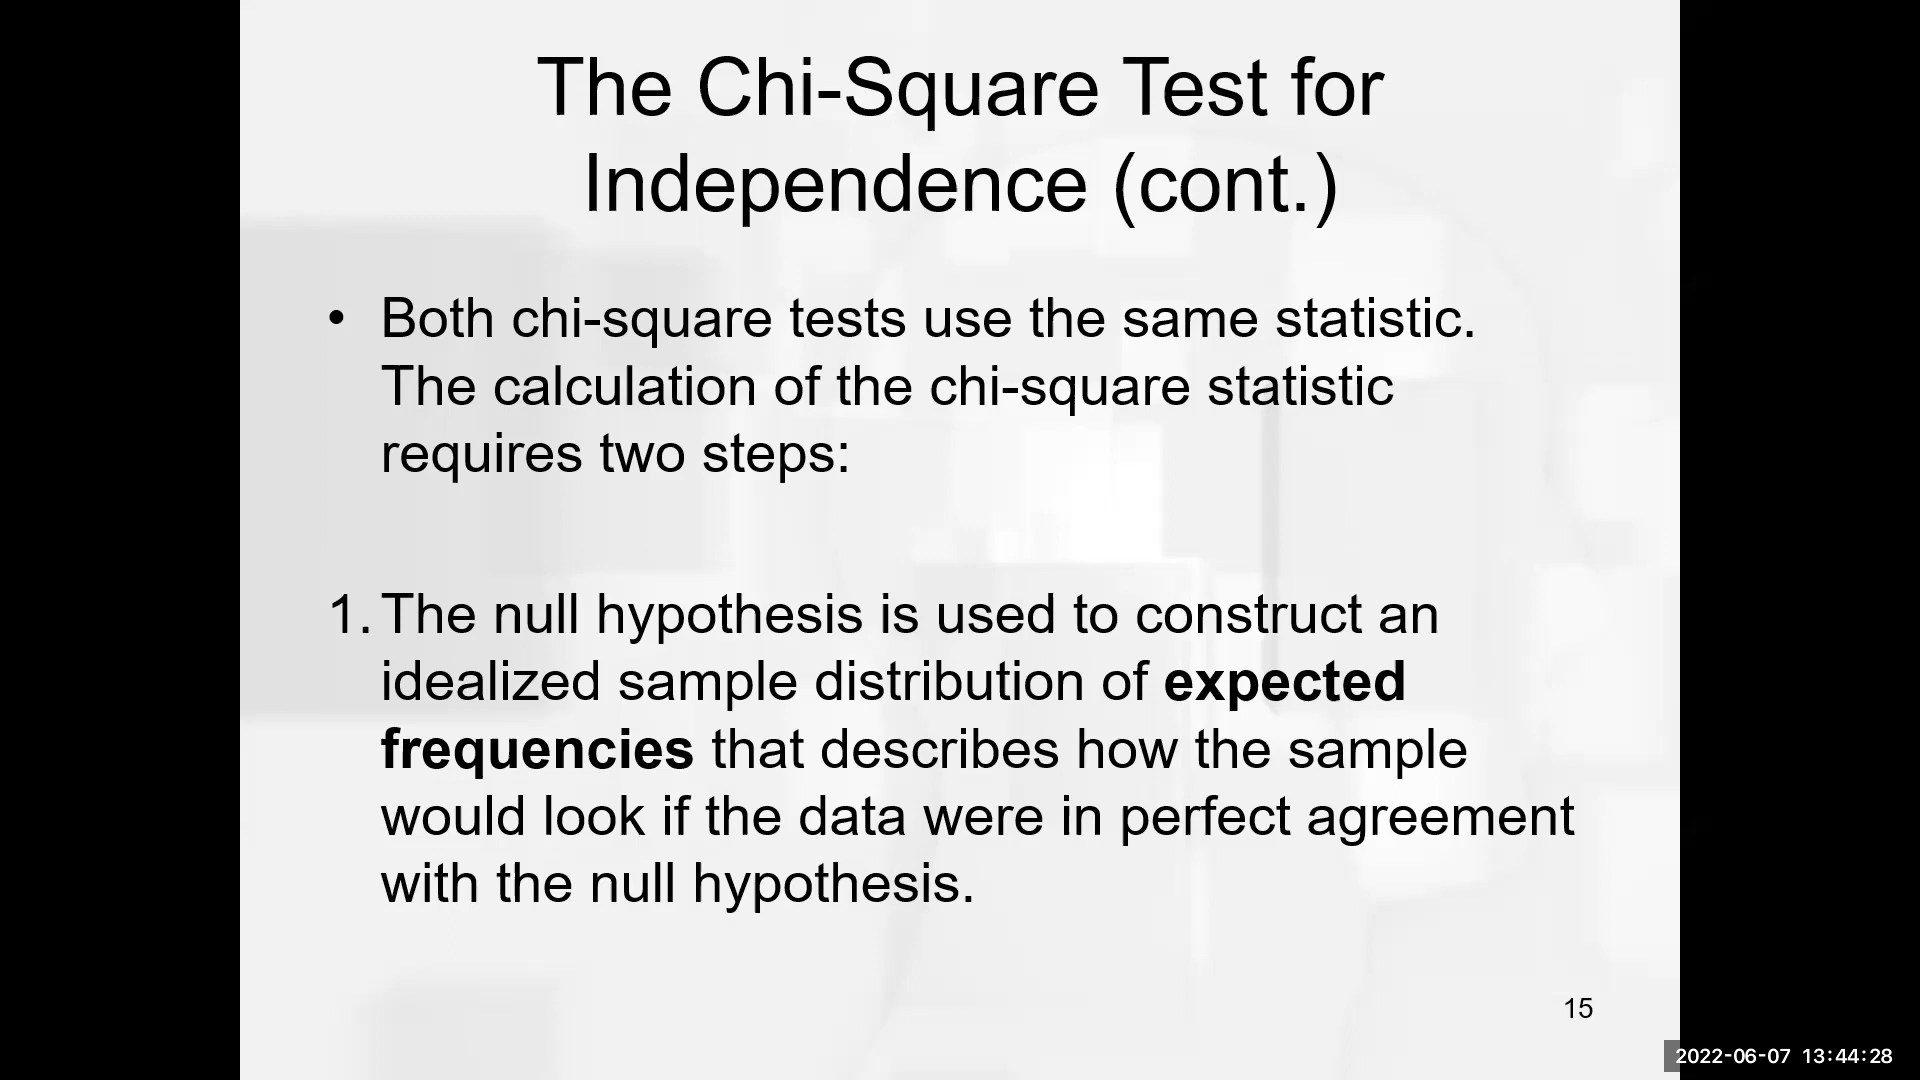 The Chi-Square Test for
Independence (cont.)
• Both chi-square tests use the same statistic.
The calculation of the chi-square statistic
requires two steps:
1. The null hypothesis is used to construct an
idealized sample distribution of expected
frequencies that describes how the sample
would look if the data were in perfect agreement
with the null hypothesis.
15
2022-06-07 13:44:28